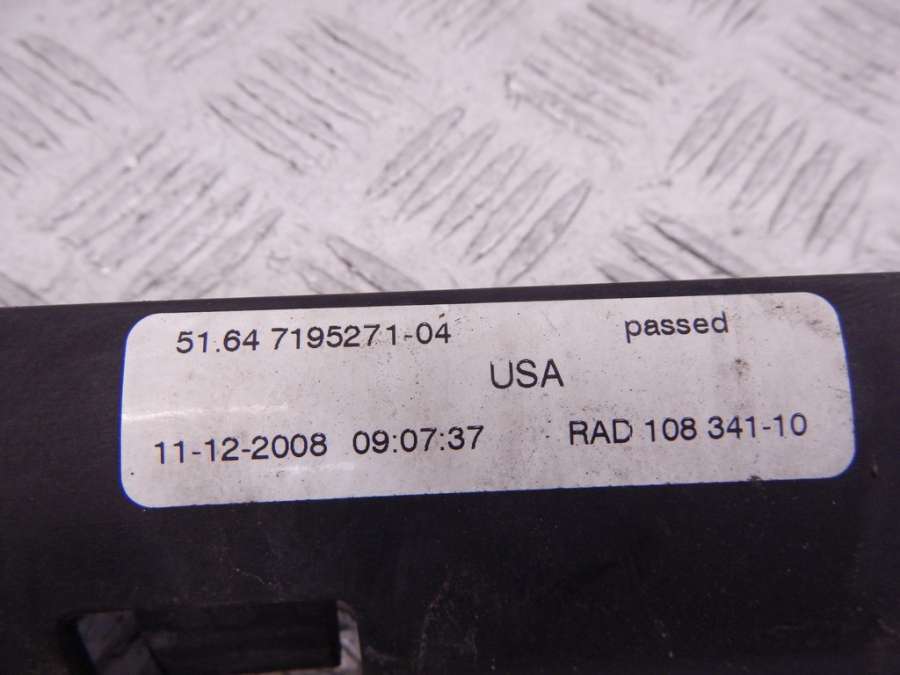 51.64 7195271-04 passed
USA
11-12-2008 09:07:37 RAD 108 341-10